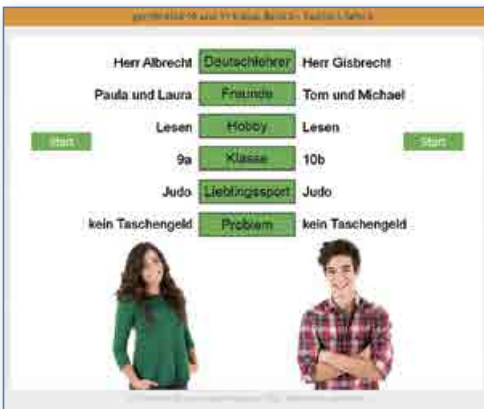 Herr Albrecht Deutschlehrer Herr Gisbrecht
Paula und Laura Freunde Tom und Michael
Lesen Hobby Lesen
Start Start
9a Klasse 10b
Judo Lieblingssport Judo
kein Taschengeld Problem kein Taschengeld